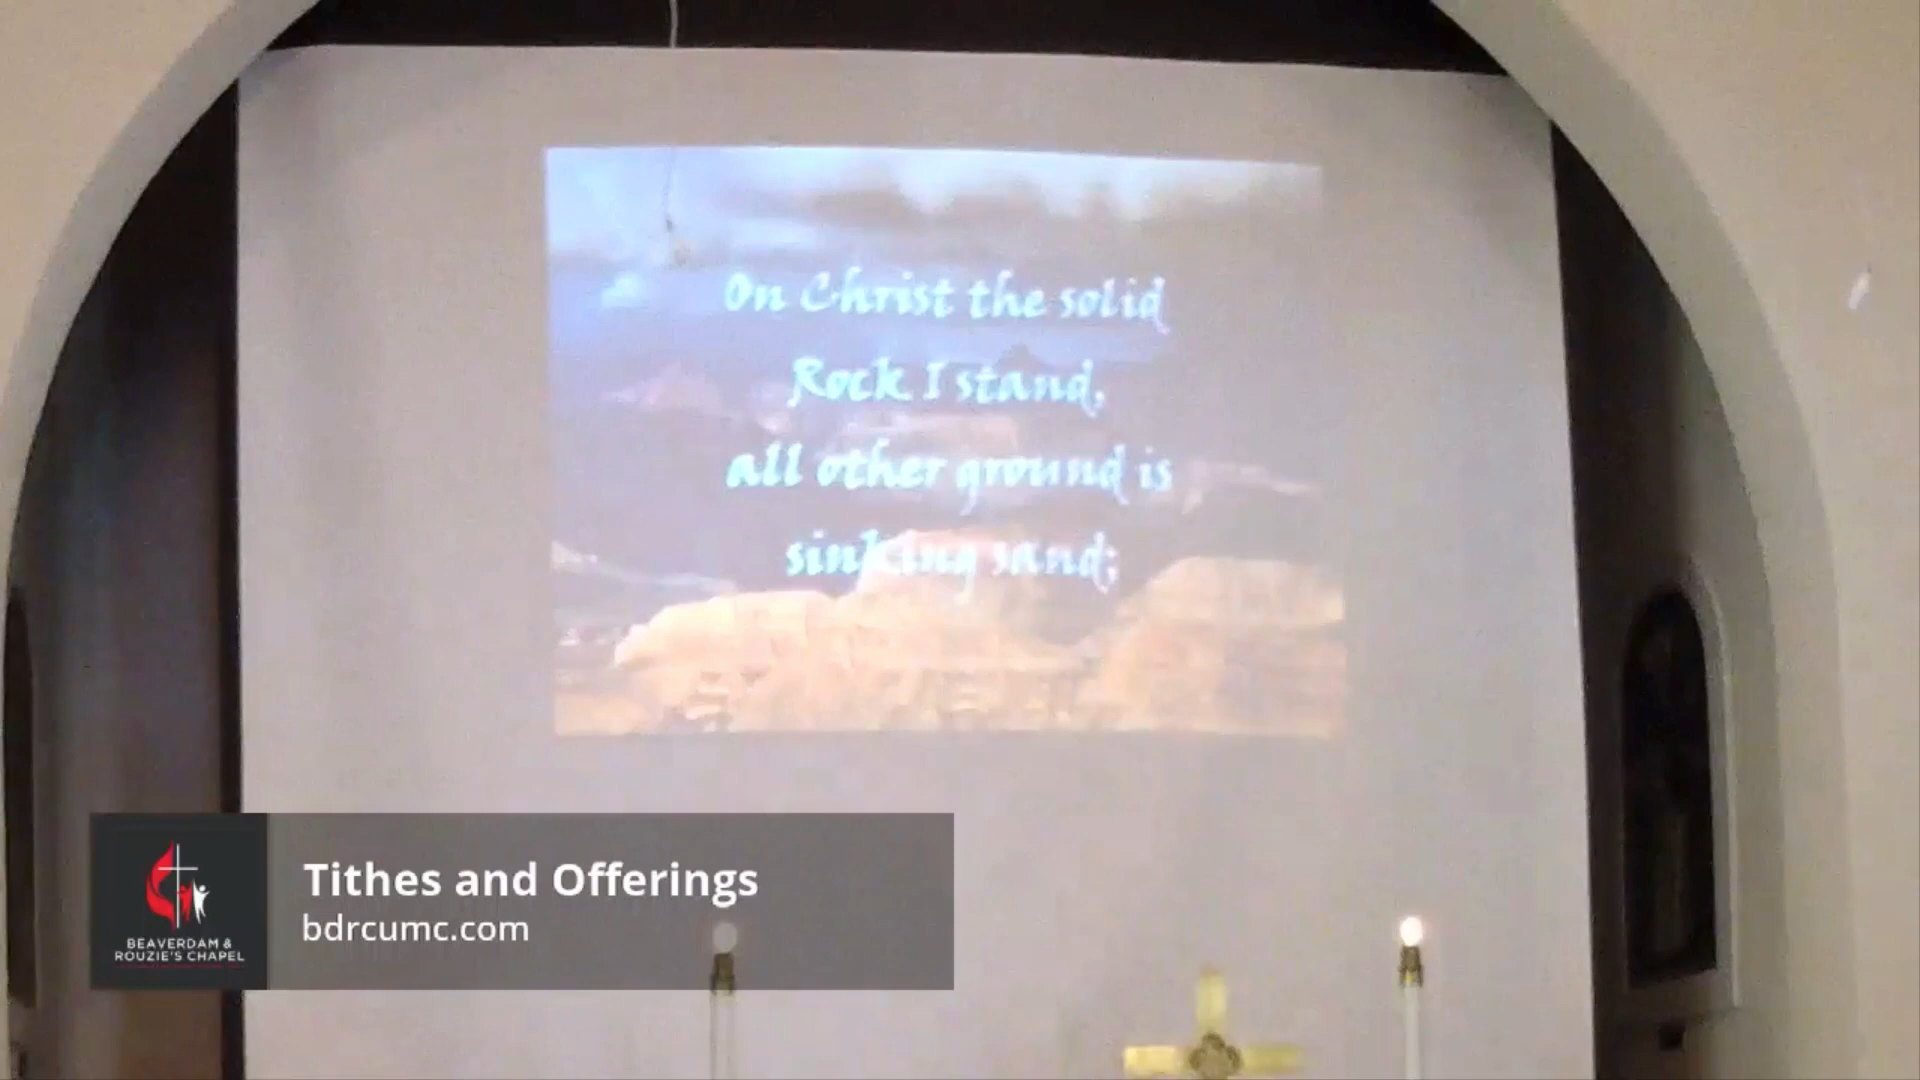 On Christ the solid
Rock I stand,
all other ground is
sinking sand;
Tithes and Offerings
bdrcumc.com
BEAVERDAM &
ROUZIE'S CHAPEL